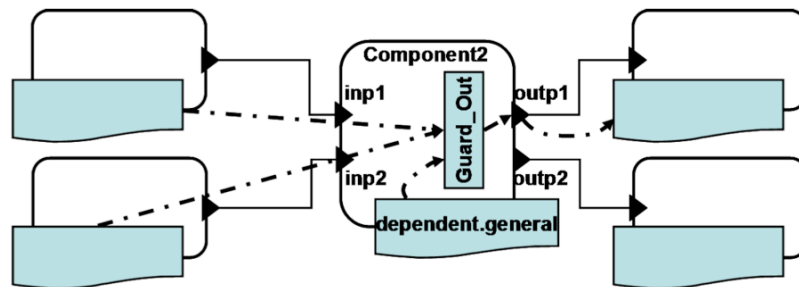 Component2
inp1
outp1
Guard_Out
inp2
outp2
dependent.general